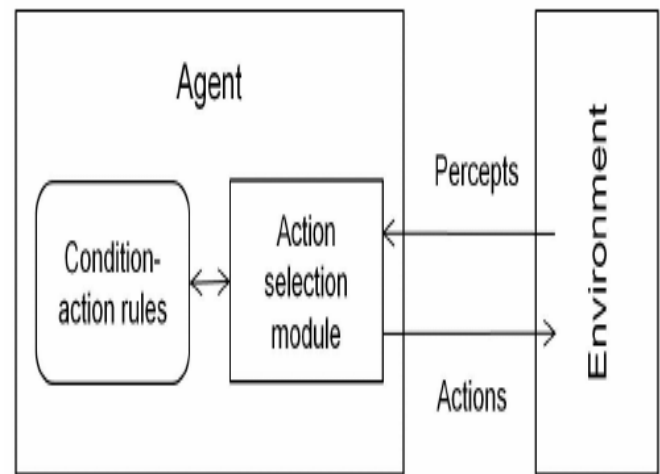 Agent
Condition-
action rules
Action
selection
module
Percepts
Actions
Environment